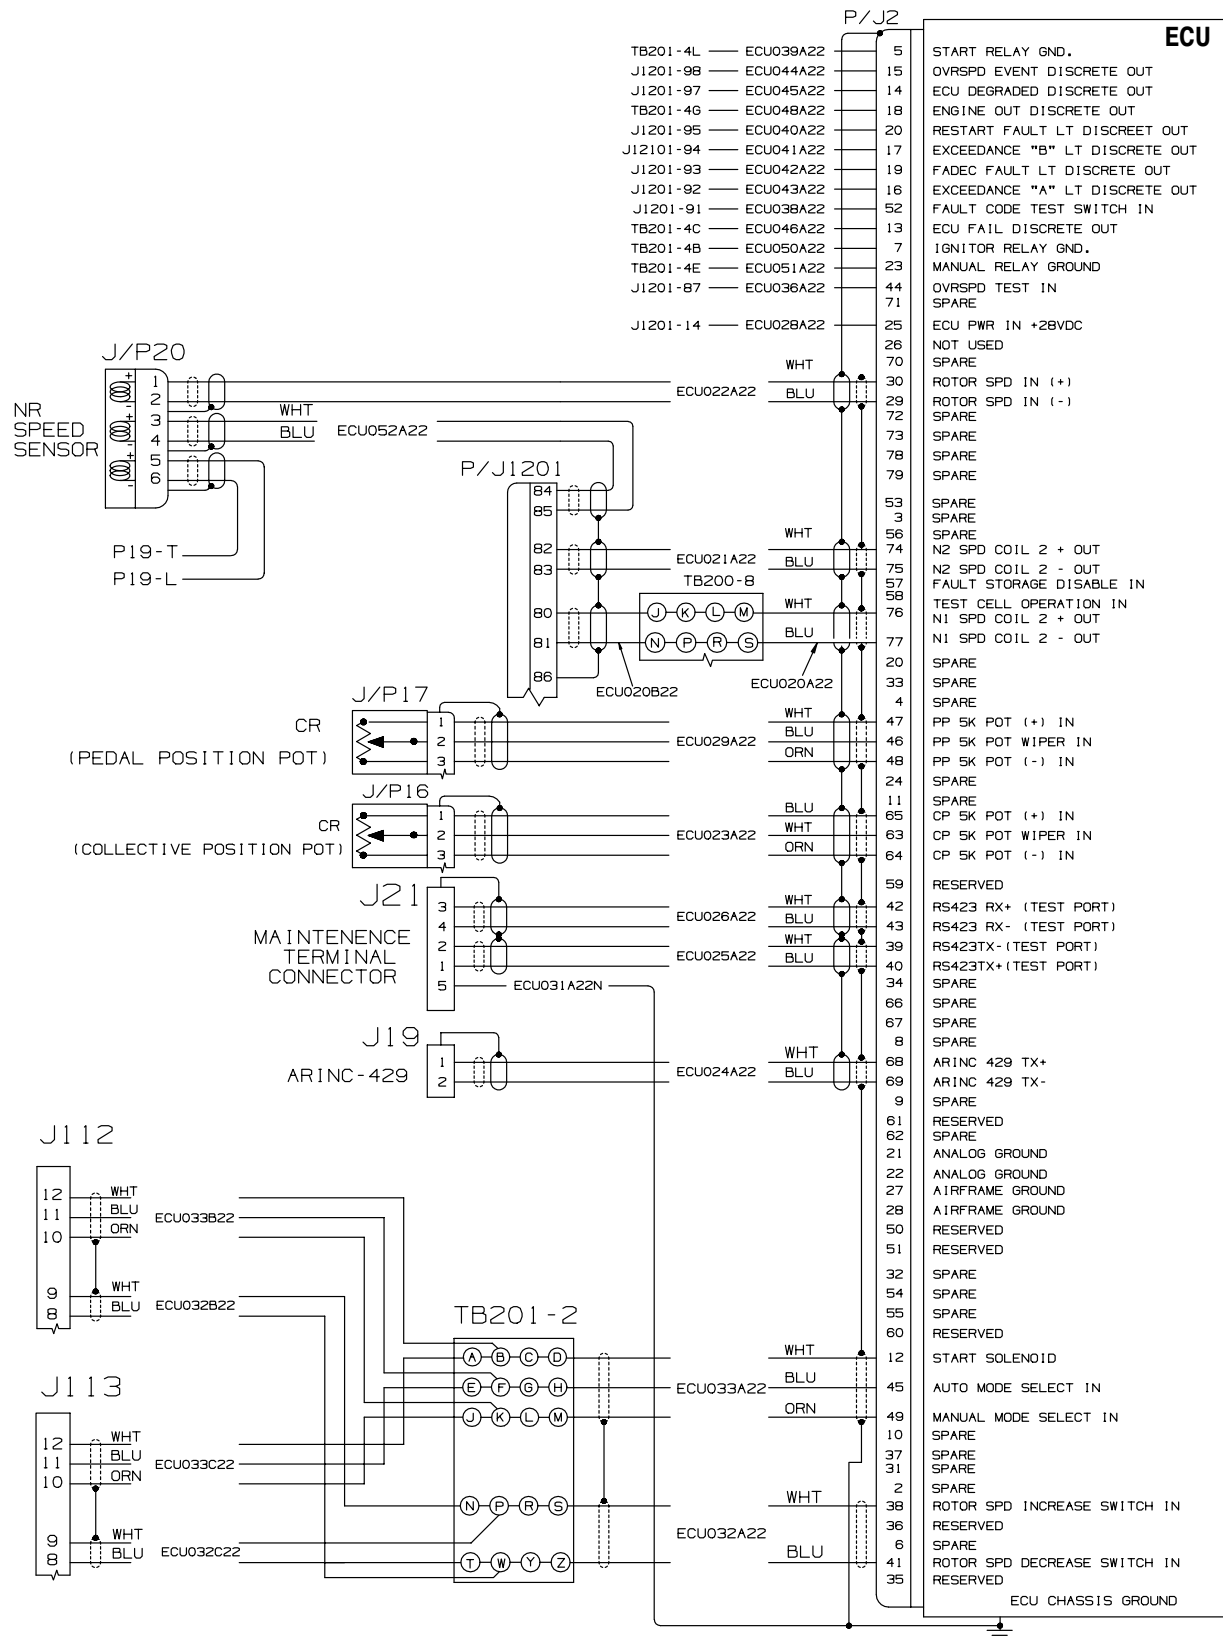 P/J2
ECU
TB201-4L ECU039A22 5 START RELAY GND.
J1201-98 ECU044A22 15 OVRSPD EVENT DISCRETE OUT
J1201-97 ECU045A22 14 ECU DEGRADED DISCRETE OUT
TB201-4G ECU048A22 18 ENGINE OUT DISCRETE OUT
J1201-95 ECU040A22 20 RESTART FAULT LT DISCREET OUT
J12101-94 ECU041A22 17 EXCEEDANCE "B" LT DISCRETE OUT
J1201-93 ECU042A22 19 FADEC FAULT LT DISCRETE OUT
J1201-92 ECU043A22 16 EXCEEDANCE "A" LT DISCRETE OUT
J1201-91 ECU038A22 52 FAULT CODE TEST SWITCH IN
TB201-4C ECU046A22 13 ECU FAIL DISCRETE OUT
TB201-4B ECU050A22 7 IGNITOR RELAY GND.
TB201-4E ECU051A22 23 MANUAL RELAY GROUND
J1201-87 ECU036A22 44 OVRSPD TEST IN
71 SPARE
J1201-14 ECU028A22 25 ECU PWR IN +28VDC
26 NOT USED
70 SPARE
J/P20
NR
SPEED
SENSOR
+ 1
- 2
+ 3 WHT
- 4 BLU ECU052A22
+ 5
- 6
P19-T
P19-L
ECU022A22
WHT 30 ROTOR SPD IN (+)
BLU 29 ROTOR SPD IN (-)
72 SPARE
73 SPARE
78 SPARE
79 SPARE
53 SPARE
3 SPARE
56 SPARE
P/J1201
84
85
82
83
80
81
86
ECU021A22
WHT 74 N2 SPD COIL 2 + OUT
BLU 75 N2 SPD COIL 2 - OUT
57 FAULT STORAGE DISABLE IN
58 TEST CELL OPERATION IN
TB200-8
J K L M WHT 76 N1 SPD COIL 2 + OUT
N P R S BLU 77 N1 SPD COIL 2 - OUT
ECU020B22
ECU020A22
20 SPARE
33 SPARE
4 SPARE
J/P17
CR
(PEDAL POSITION POT)
1 WHT 47 PP 5K POT (+) IN
2 ECU029A22 BLU 46 PP 5K POT WIPER IN
3 ORN 48 PP 5K POT (-) IN
24 SPARE
11 SPARE
J/P16
CR
(COLLECTIVE POSITION POT)
1 BLU 65 CP 5K POT (+) IN
2 ECU023A22 WHT 63 CP 5K POT WIPER IN
3 ORN 64 CP 5K POT (-) IN
59 RESERVED
J21
MAINTENENCE
TERMINAL
CONNECTOR
3 WHT 42 RS423 RX+ (TEST PORT)
ECU026A22
4 BLU 43 RS423 RX- (TEST PORT)
2 WHT 39 RS423TX-(TEST PORT)
ECU025A22
1 BLU 40 RS423TX+(TEST PORT)
5 ECU031A22N
34 SPARE
66 SPARE
67 SPARE
8 SPARE
J19
ARINC-429
1 WHT 68 ARINC 429 TX+
ECU024A22
2 BLU 69 ARINC 429 TX-
9 SPARE
61 RESERVED
62 SPARE
21 ANALOG GROUND
22 ANALOG GROUND
27 AIRFRAME GROUND
28 AIRFRAME GROUND
50 RESERVED
51 RESERVED
32 SPARE
54 SPARE
55 SPARE
60 RESERVED
J112
12 WHT
11 BLU ECU033B22
10 ORN
9 WHT
8 BLU ECU032B22
J113
12 WHT
11 BLU ECU033C22
10 ORN
9 WHT
8 BLU ECU032C22
TB201-2
A B C D WHT 12 START SOLENOID
E F G H ECU033A22 BLU 45 AUTO MODE SELECT IN
J K L M ORN 49 MANUAL MODE SELECT IN
10 SPARE
37 SPARE
31 SPARE
2 SPARE
N P R S WHT 38 ROTOR SPD INCREASE SWITCH IN
ECU032A22
36 RESERVED
6 SPARE
T W Y Z BLU 41 ROTOR SPD DECREASE SWITCH IN
35 RESERVED
ECU CHASSIS GROUND